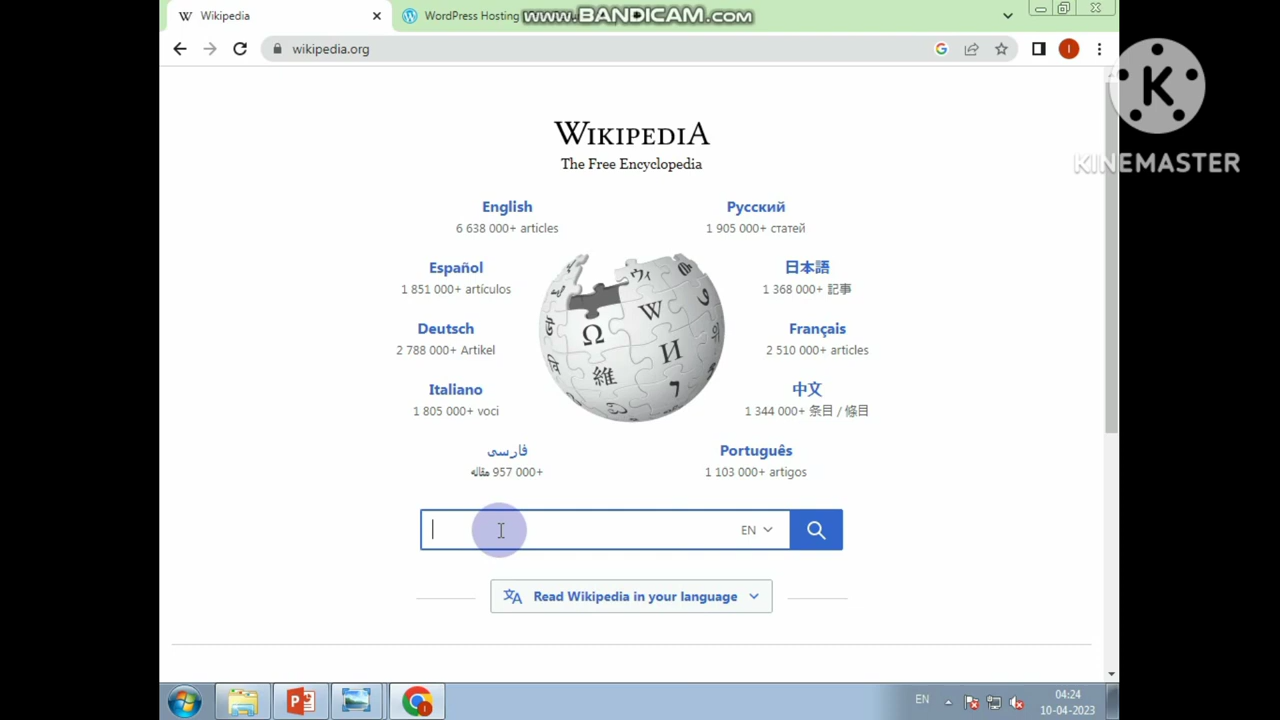 Wikipedia
WordPress Hosting
www.BANDICAM.com
wikipedia.org
K
KINEMASTER
WIKIPEDIA
The Free Encyclopedia
English
6 638 000+ articles
Русский
1 905 000+ статей
Español
1 851 000+ artículos
日本語
1 368 000+ 記事
Deutsch
2 788 000+ Artikel
Français
2 510 000+ articles
Italiano
1 805 000+ voci
中文
1 344 000+ 条目 / 條目
فارسی
957 000+ مقاله
Português
1 103 000+ artigos
Ω W И 維
EN
Read Wikipedia in your language
EN
04:24
10-04-2023